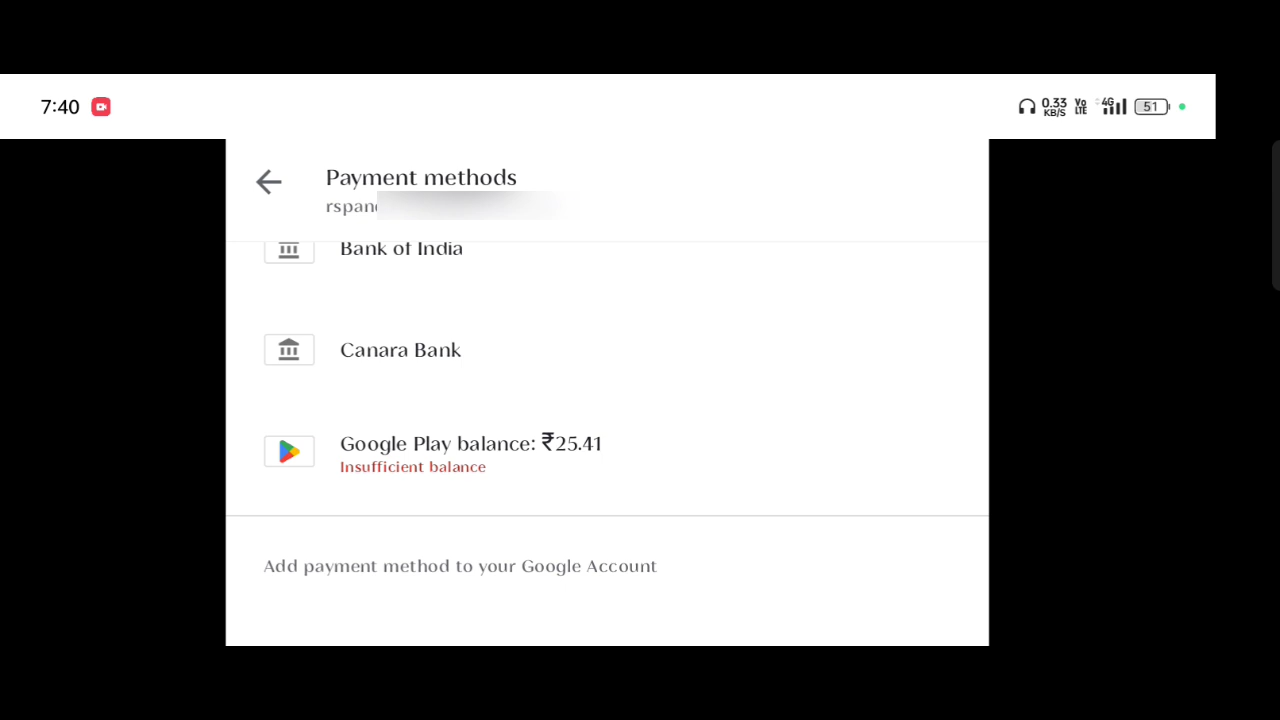 7:40
0.33 KB/S Vo LTE 4G 51
Payment methods
Bank of India
Canara Bank
Google Play balance: ₹25.41
Insufficient balance
Add payment method to your Google Account